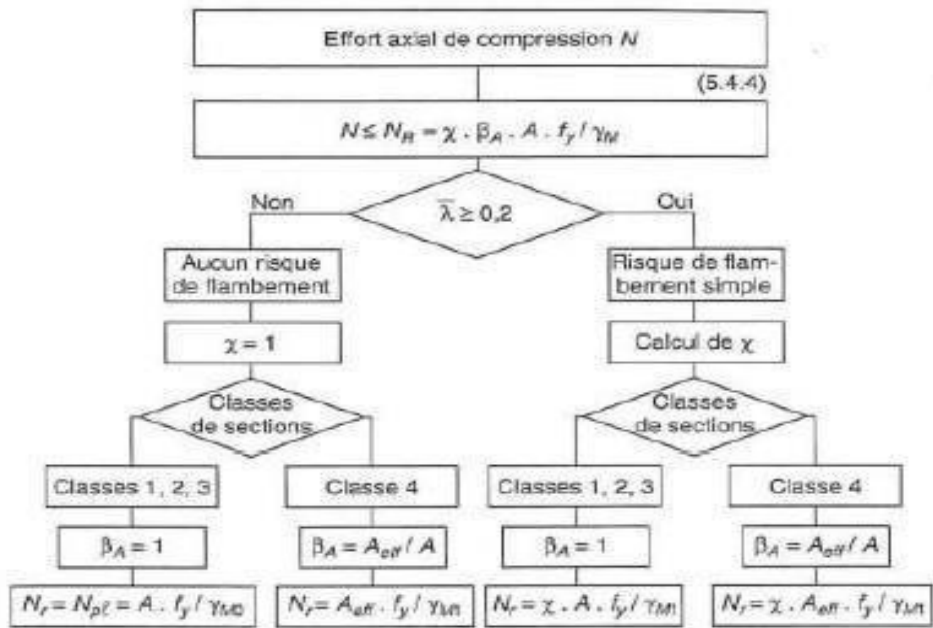 Effort axial de compression N
(5.4.4)
N ≤ N_R = χ . β_A . A . f_y / γ_M
Non
λ̄ ≥ 0,2
Oui
Aucun risque
de flambement
Risque de flam-
bement simple
χ = 1
Calcul de χ
Classes
de sections
Classes
de sections
Classes 1, 2, 3
Classe 4
Classes 1, 2, 3
Classe 4
β_A = 1
β_A = A_eff / A
β_A = 1
β_A = A_eff / A
N_r = N_pℓ = A . f_y / γ_M0
N_r = A_eff . f_y / γ_M1
N_r = χ . A . f_y / γ_M1
N_r = χ . A_eff . f_y / γ_M1